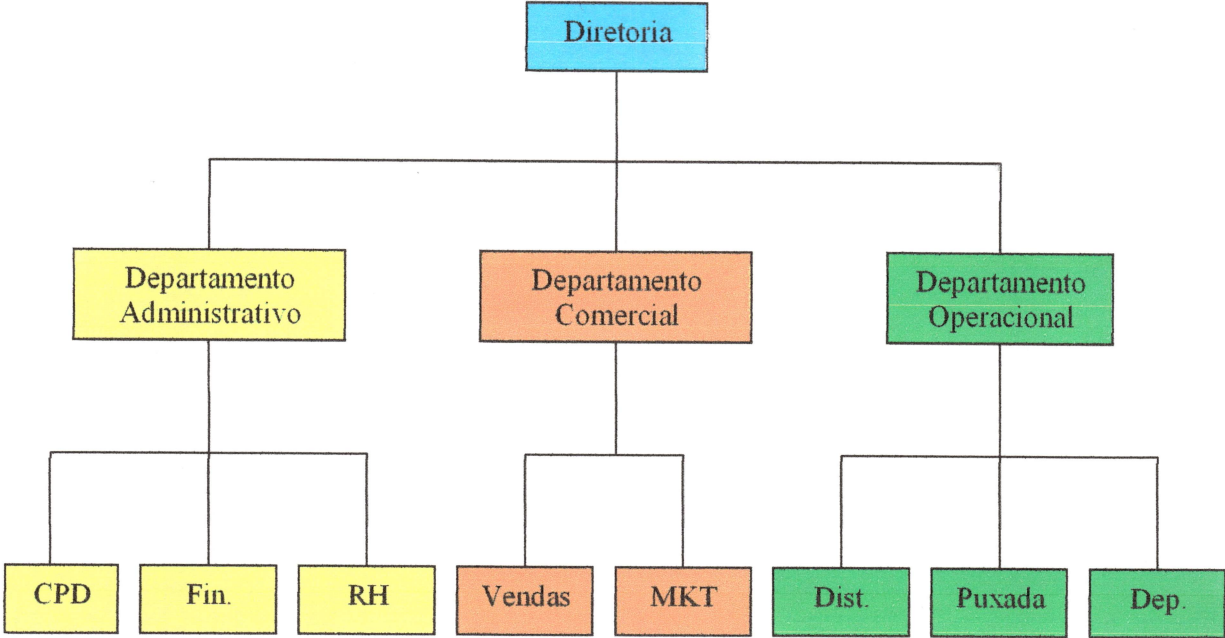 Diretoria
Departamento
Administrativo
Departamento
Comercial
Departamento
Operacional
CPD
Fin.
RH
Vendas
MKT
Dist.
Puxada
Dep.